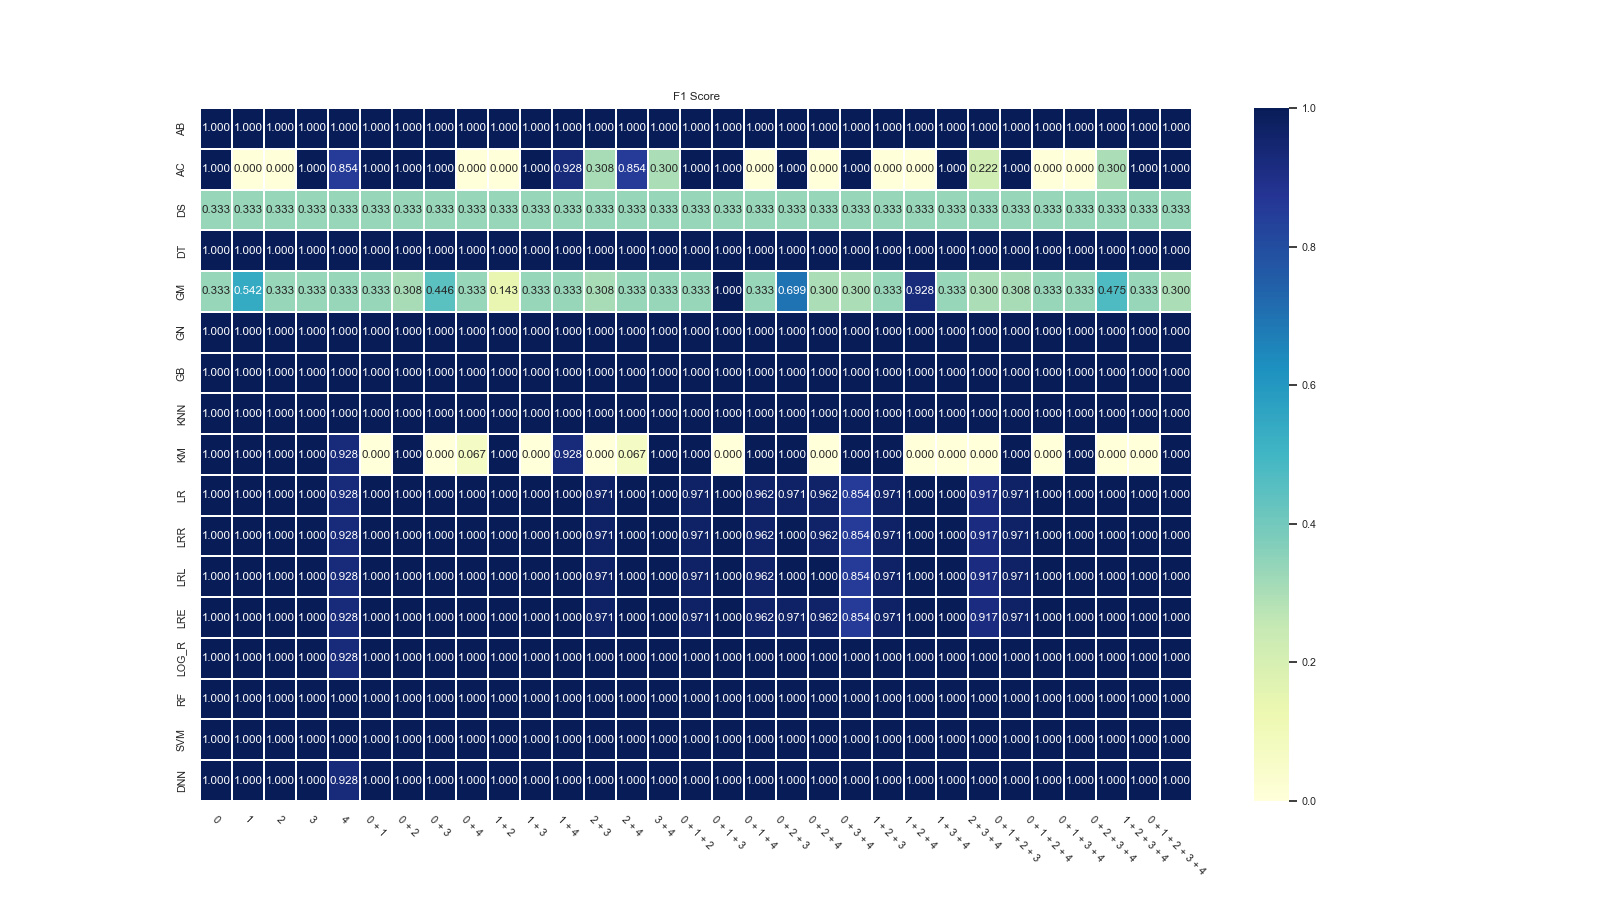 F1 Score
AB 1.000 1.000 1.000 1.000 1.000 1.000 1.000 1.000 1.000 1.000 1.000 1.000 1.000 1.000 1.000 1.000 1.000 1.000 1.000 1.000 1.000 1.000 1.000 1.000 1.000 1.000 1.000 1.000 1.000 1.000 1.000
AC 1.000 0.000 0.000 1.000 0.854 1.000 1.000 1.000 0.000 0.000 1.000 0.928 0.308 0.854 0.300 1.000 1.000 0.000 1.000 0.000 1.000 0.000 0.000 1.000 0.222 1.000 0.000 0.000 0.300 1.000 1.000
DS 0.333 0.333 0.333 0.333 0.333 0.333 0.333 0.333 0.333 0.333 0.333 0.333 0.333 0.333 0.333 0.333 0.333 0.333 0.333 0.333 0.333 0.333 0.333 0.333 0.333 0.333 0.333 0.333 0.333 0.333 0.333
DT 1.000 1.000 1.000 1.000 1.000 1.000 1.000 1.000 1.000 1.000 1.000 1.000 1.000 1.000 1.000 1.000 1.000 1.000 1.000 1.000 1.000 1.000 1.000 1.000 1.000 1.000 1.000 1.000 1.000 1.000 1.000
GM 0.333 0.542 0.333 0.333 0.333 0.333 0.308 0.446 0.333 0.143 0.333 0.333 0.308 0.333 0.333 0.333 1.000 0.333 0.699 0.300 0.300 0.333 0.928 0.333 0.300 0.308 0.333 0.333 0.475 0.333 0.300
GN 1.000 1.000 1.000 1.000 1.000 1.000 1.000 1.000 1.000 1.000 1.000 1.000 1.000 1.000 1.000 1.000 1.000 1.000 1.000 1.000 1.000 1.000 1.000 1.000 1.000 1.000 1.000 1.000 1.000 1.000 1.000
GB 1.000 1.000 1.000 1.000 1.000 1.000 1.000 1.000 1.000 1.000 1.000 1.000 1.000 1.000 1.000 1.000 1.000 1.000 1.000 1.000 1.000 1.000 1.000 1.000 1.000 1.000 1.000 1.000 1.000 1.000 1.000
KNN 1.000 1.000 1.000 1.000 1.000 1.000 1.000 1.000 1.000 1.000 1.000 1.000 1.000 1.000 1.000 1.000 1.000 1.000 1.000 1.000 1.000 1.000 1.000 1.000 1.000 1.000 1.000 1.000 1.000 1.000 1.000
KM 1.000 1.000 1.000 1.000 0.928 0.000 1.000 0.000 0.067 1.000 0.000 0.928 0.000 0.067 1.000 1.000 0.000 1.000 1.000 0.000 1.000 1.000 0.000 0.000 0.000 1.000 0.000 1.000 0.000 0.000 1.000
LR 1.000 1.000 1.000 1.000 0.928 1.000 1.000 1.000 1.000 1.000 1.000 1.000 0.971 1.000 1.000 0.971 1.000 0.962 0.971 0.962 0.854 0.971 1.000 1.000 0.917 0.971 1.000 1.000 1.000 1.000 1.000
LRR 1.000 1.000 1.000 1.000 0.928 1.000 1.000 1.000 1.000 1.000 1.000 1.000 0.971 1.000 1.000 0.971 1.000 0.962 1.000 0.962 0.854 0.971 1.000 1.000 0.917 0.971 1.000 1.000 1.000 1.000 1.000
LRL 1.000 1.000 1.000 1.000 0.928 1.000 1.000 1.000 1.000 1.000 1.000 1.000 0.971 1.000 1.000 0.971 1.000 0.962 1.000 1.000 0.854 0.971 1.000 1.000 0.917 0.971 1.000 1.000 1.000 1.000 1.000
LRE 1.000 1.000 1.000 1.000 0.928 1.000 1.000 1.000 1.000 1.000 1.000 1.000 0.971 1.000 1.000 0.971 1.000 0.962 0.971 0.962 0.854 0.971 1.000 1.000 0.917 0.971 1.000 1.000 1.000 1.000 1.000
LOG_R 1.000 1.000 1.000 1.000 0.928 1.000 1.000 1.000 1.000 1.000 1.000 1.000 1.000 1.000 1.000 1.000 1.000 1.000 1.000 1.000 1.000 1.000 1.000 1.000 1.000 1.000 1.000 1.000 1.000 1.000 1.000
RF 1.000 1.000 1.000 1.000 1.000 1.000 1.000 1.000 1.000 1.000 1.000 1.000 1.000 1.000 1.000 1.000 1.000 1.000 1.000 1.000 1.000 1.000 1.000 1.000 1.000 1.000 1.000 1.000 1.000 1.000 1.000
SVM 1.000 1.000 1.000 1.000 1.000 1.000 1.000 1.000 1.000 1.000 1.000 1.000 1.000 1.000 1.000 1.000 1.000 1.000 1.000 1.000 1.000 1.000 1.000 1.000 1.000 1.000 1.000 1.000 1.000 1.000 1.000
DNN 1.000 1.000 1.000 1.000 0.928 1.000 1.000 1.000 1.000 1.000 1.000 1.000 1.000 1.000 1.000 1.000 1.000 1.000 1.000 1.000 1.000 1.000 1.000 1.000 1.000 1.000 1.000 1.000 1.000 1.000 1.000
0
1
2
3
4
0 + 1
0 + 2
0 + 3
0 + 4
1 + 2
1 + 3
1 + 4
2 + 3
2 + 4
3 + 4
0 + 1 + 2
0 + 1 + 3
0 + 1 + 4
0 + 2 + 3
0 + 2 + 4
0 + 3 + 4
1 + 2 + 3
1 + 2 + 4
1 + 3 + 4
2 + 3 + 4
0 + 1 + 2 + 3
0 + 1 + 2 + 4
0 + 1 + 3 + 4
0 + 2 + 3 + 4
1 + 2 + 3 + 4
0 + 1 + 2 + 3 + 4
1.0
0.8
0.6
0.4
0.2
0.0